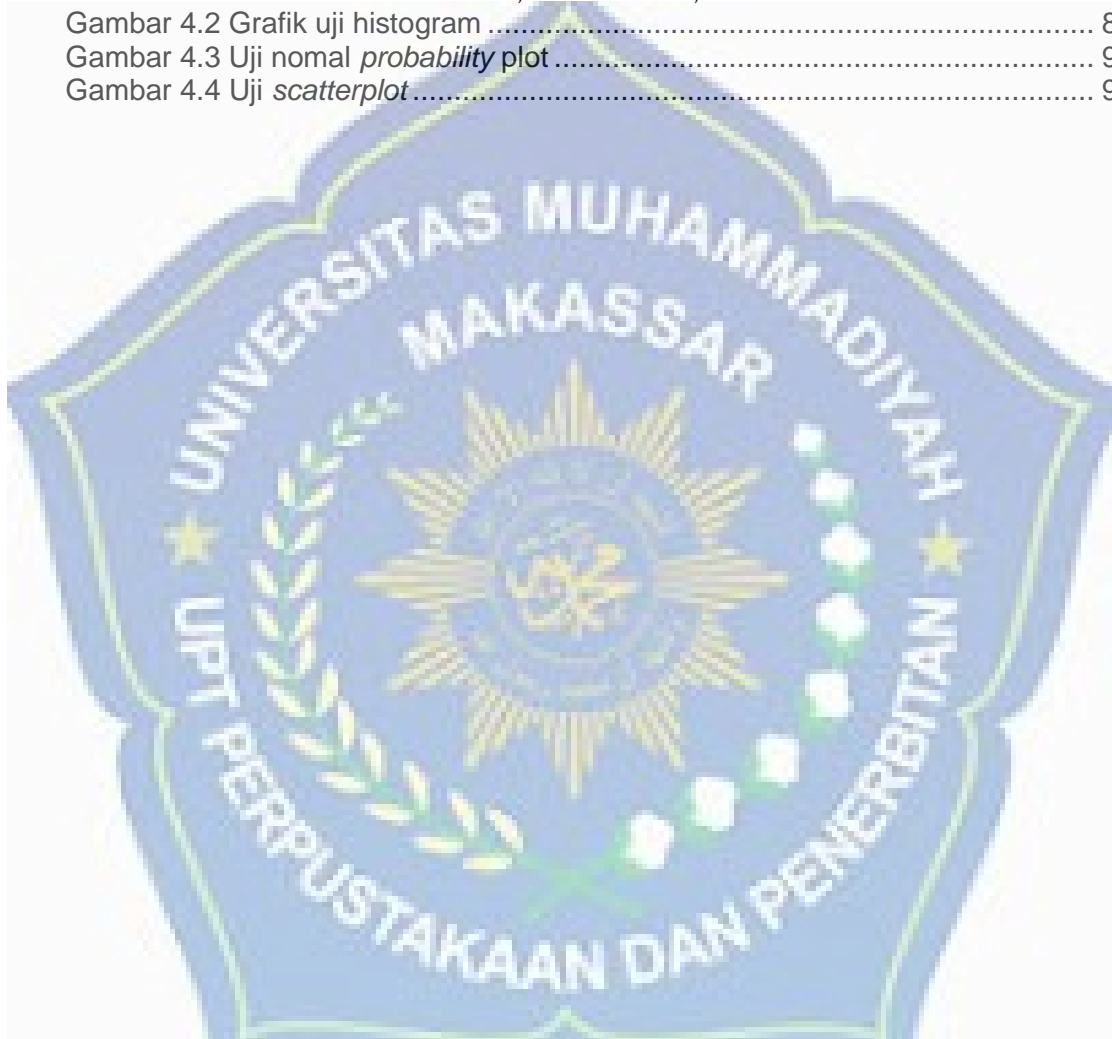 Gambar 4.2 Grafik uji histogram ........................................................................ 8
Gambar 4.3 Uji nomal probability plot ................................................................ 9
Gambar 4.4 Uji scatterplot ................................................................................. 9
UNIVERSITAS MUHAMMADIYAH
MAKASSAR
UPT PERPUSTAKAAN DAN PENERBITAN